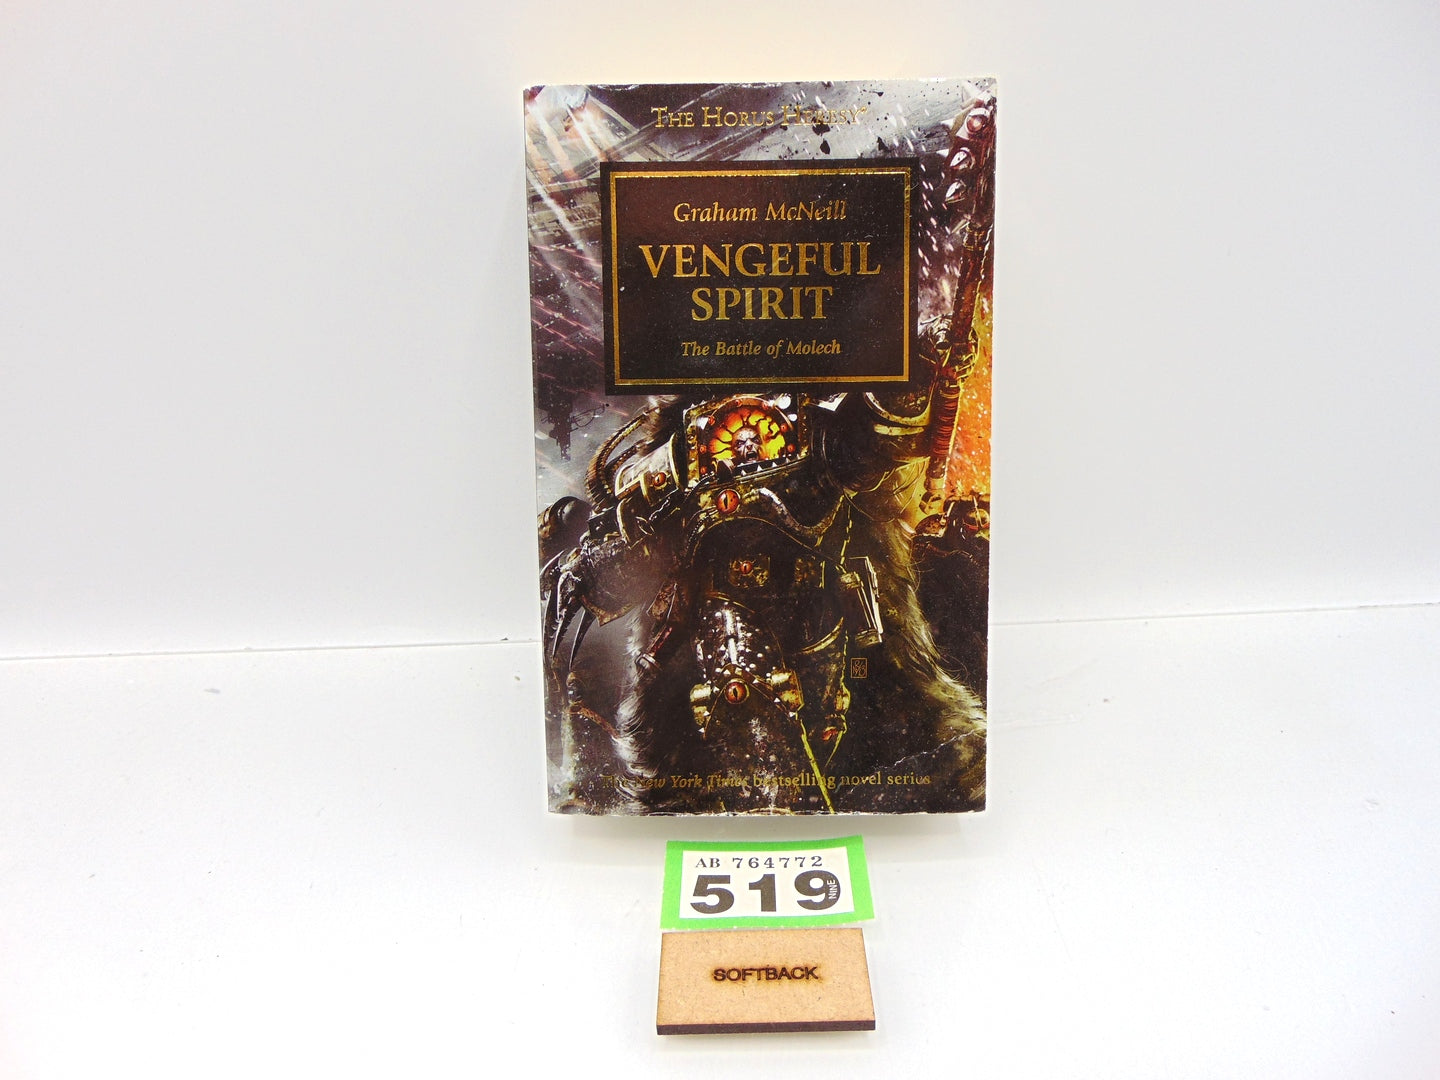 THE HORUS HERESY
Graham McNeill
VENGEFUL
SPIRIT
The Battle of Molech
The New York Times bestselling novel series
AB 764772
519
NINE
SOFTBACK